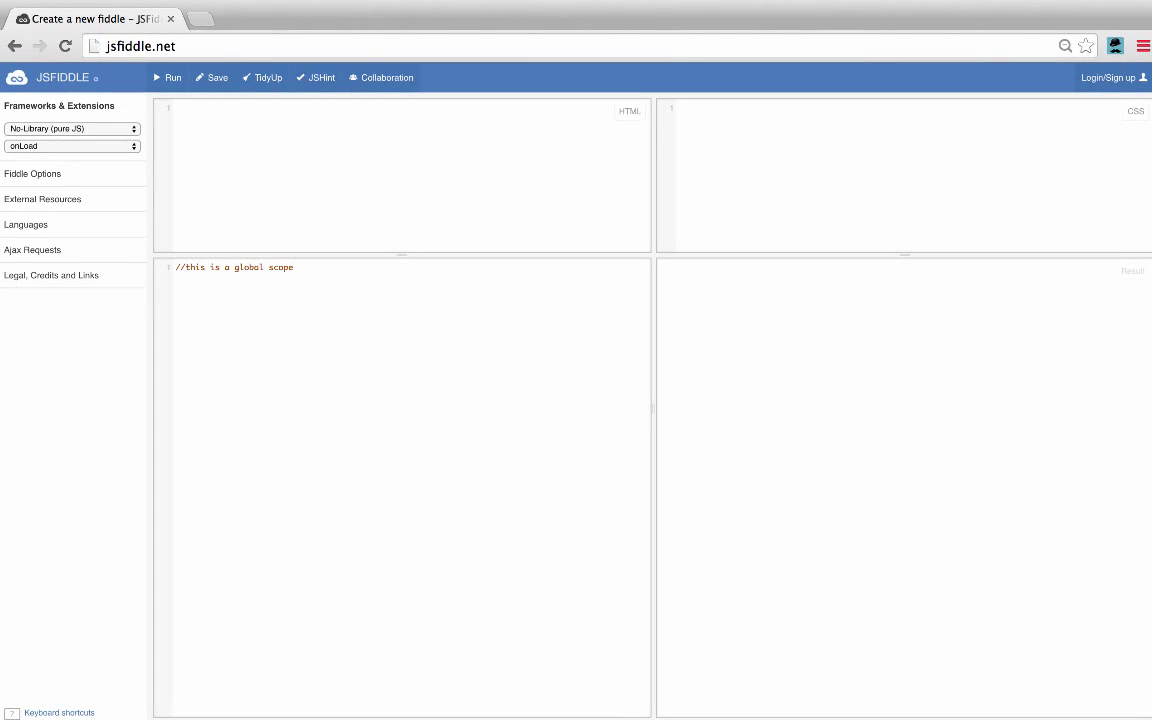 Create a new fiddle - JSFid
jsfiddle.net
JSFIDDLE α
Run
Save
TidyUp
JSHint
Collaboration
Login/Sign up
Frameworks & Extensions
No-Library (pure JS)
onLoad
Fiddle Options
External Resources
Languages
Ajax Requests
Legal, Credits and Links
1
HTML
1
CSS
1 //this is a global scope
Result
? Keyboard shortcuts